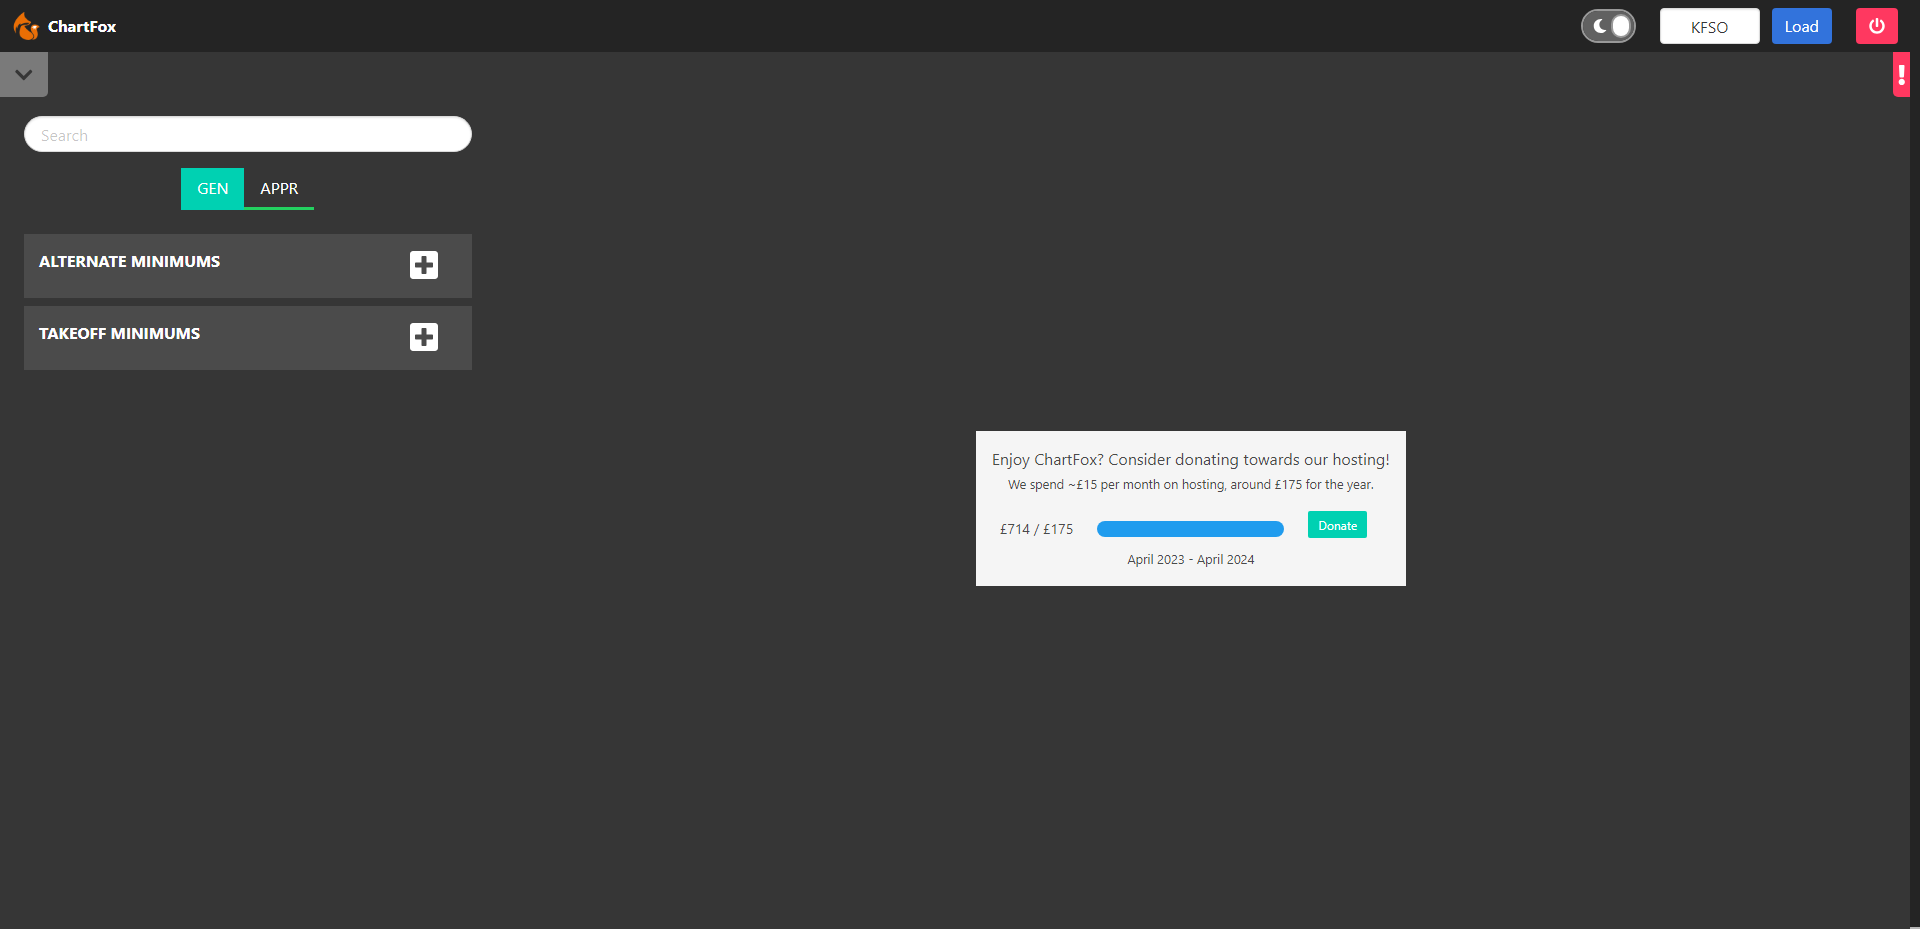 ChartFox
KFSO
Load
Search
GEN
APPR
ALTERNATE MINIMUMS
TAKEOFF MINIMUMS
Enjoy ChartFox? Consider donating towards our hosting!
We spend ~£15 per month on hosting, around £175 for the year.
£714 / £175
Donate
April 2023 - April 2024